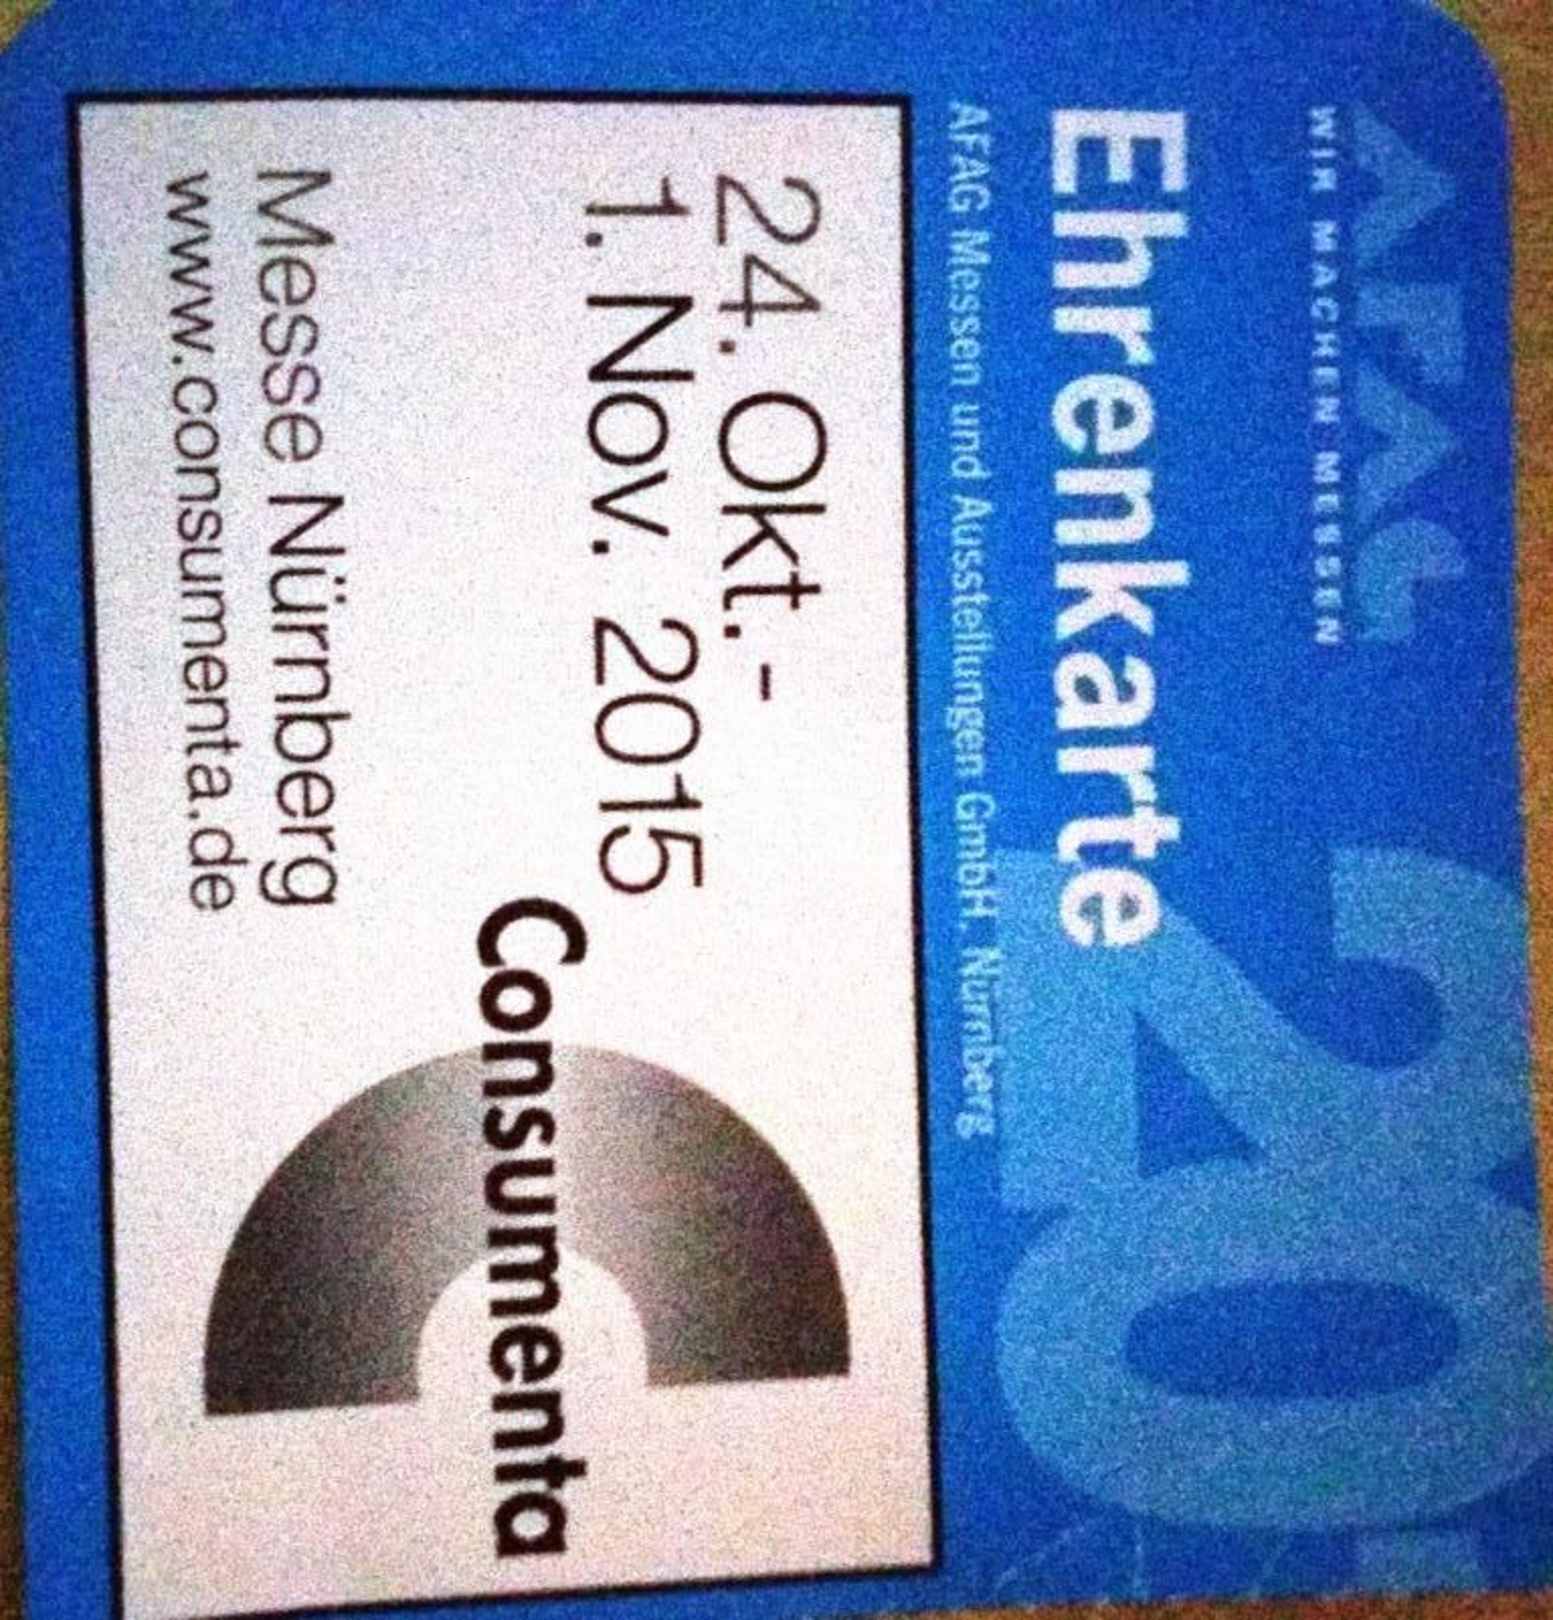 AFAG
WIR MACHEN MESSEN
Ehrenkarte
AFAG Messen und Ausstellungen GmbH, Nürnberg
20
24. Okt.-
1. Nov. 2015
Consumenta
Messe Nürnberg
www.consumenta.de